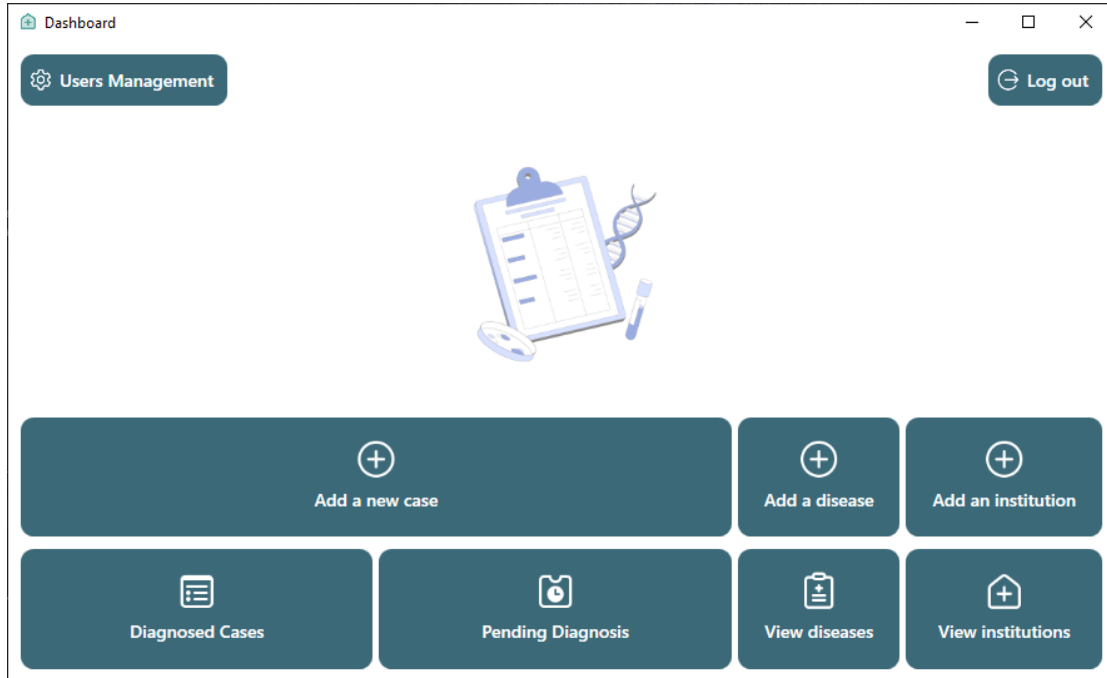 Dashboard
Users Management
Log out
Add a new case
Add a disease
Add an institution
Diagnosed Cases
Pending Diagnosis
View diseases
View institutions